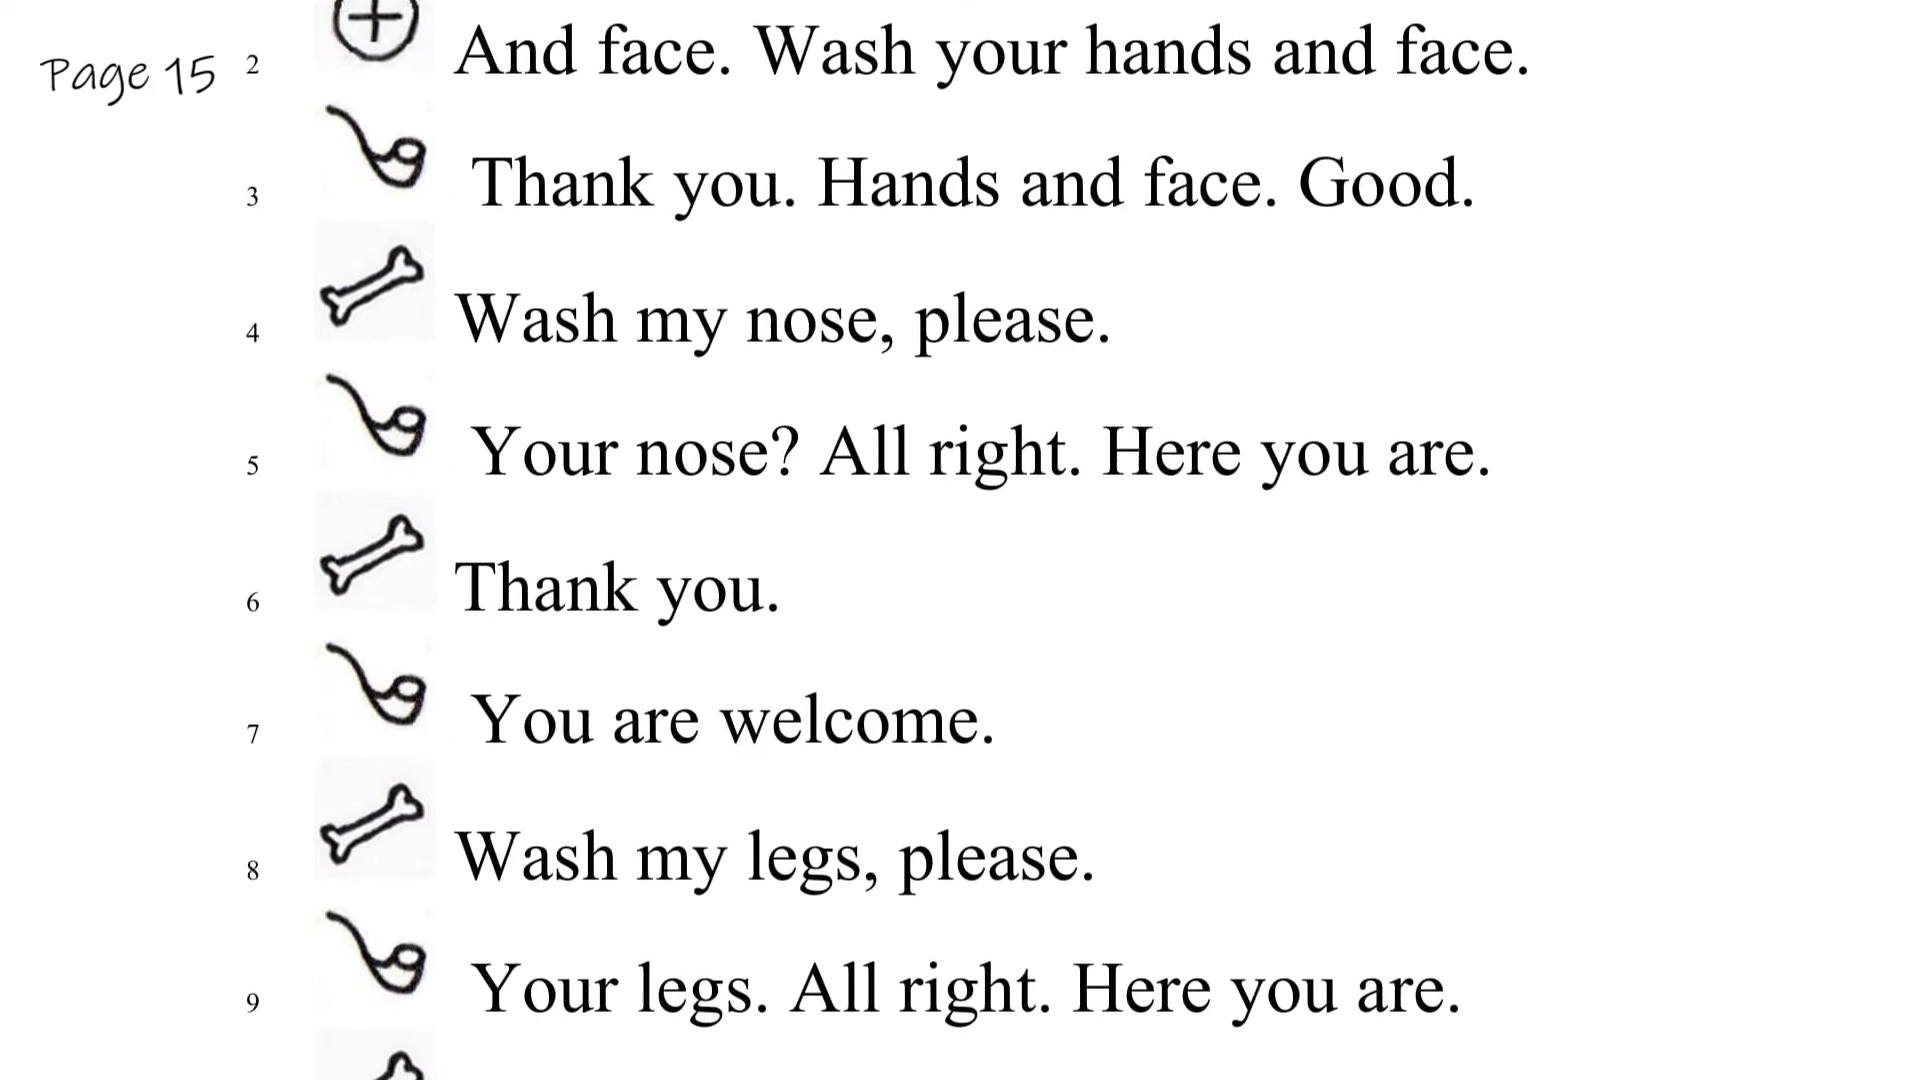 Page 15 2 And face. Wash your hands and face.
3 Thank you. Hands and face. Good.
4 Wash my nose, please.
5 Your nose? All right. Here you are.
6 Thank you.
7 You are welcome.
8 Wash my legs, please.
9 Your legs. All right. Here you are.